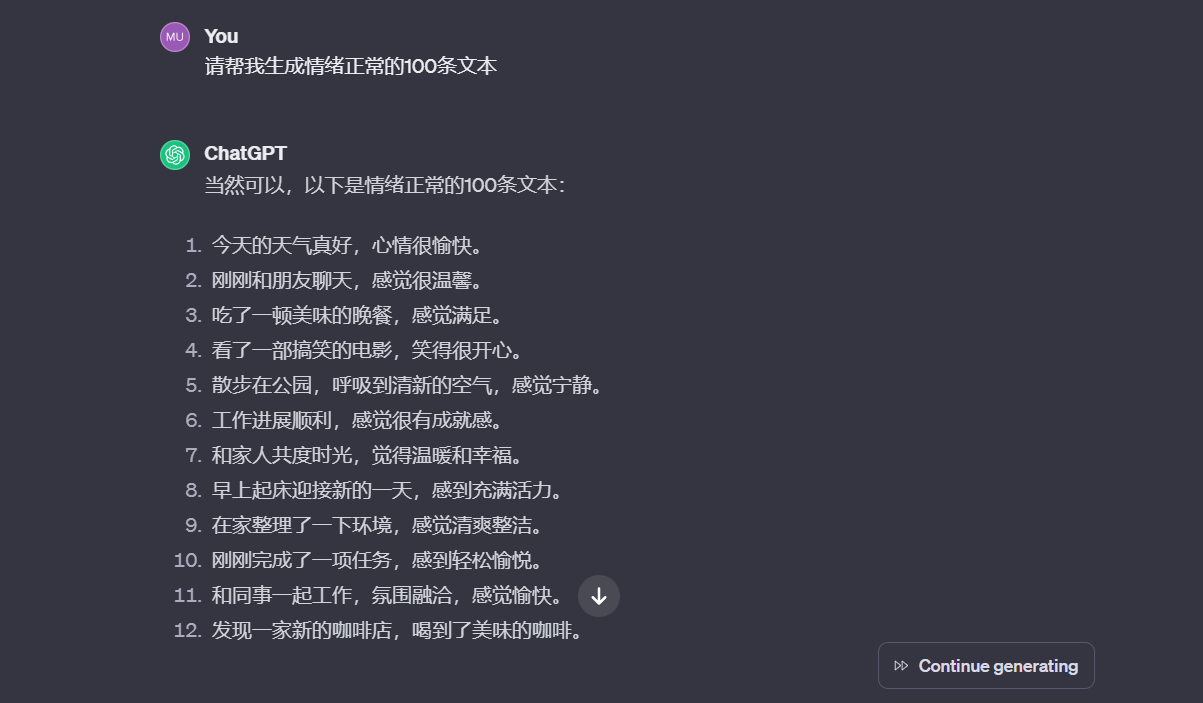 MU
You
请帮我生成情绪正常的100条文本
ChatGPT
当然可以，以下是情绪正常的100条文本：
1. 今天的天气真好，心情很愉快。
2. 刚刚和朋友聊天，感觉很温馨。
3. 吃了一顿美味的晚餐，感觉满足。
4. 看了一部搞笑的电影，笑得很开心。
5. 散步在公园，呼吸到清新的空气，感觉宁静。
6. 工作进展顺利，感觉很有成就感。
7. 和家人共度时光，觉得温暖和幸福。
8. 早上起床迎接新的一天，感到充满活力。
9. 在家整理了一下环境，感觉清爽整洁。
10. 刚刚完成了一项任务，感到轻松愉悦。
11. 和同事一起工作，氛围融洽，感觉愉快。
12. 发现一家新的咖啡店，喝到了美味的咖啡。
Continue generating